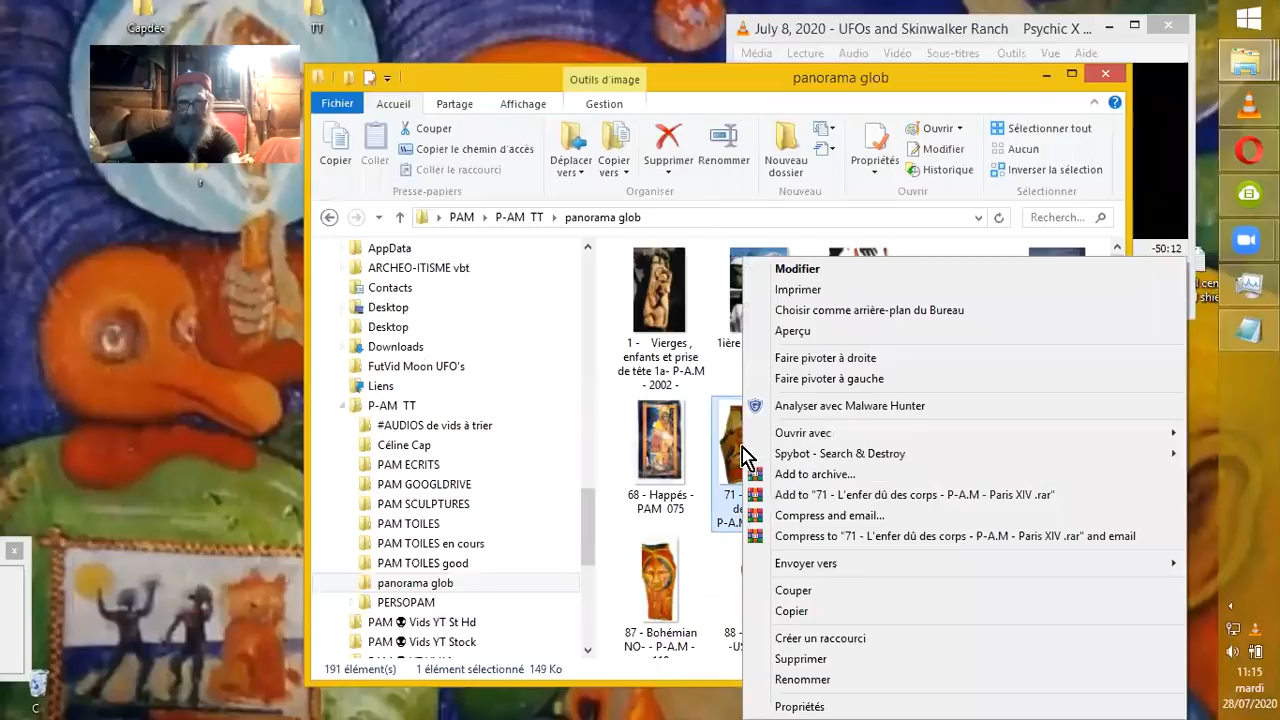 Capdec
TT
July 8, 2020 - UFOs and Skinwalker Ranch Psychic X ...
Média Lecture Audio Vidéo Sous-titres Outils Vue Aide
Outils d'image
panorama glob
Fichier Accueil Partage Affichage Gestion
Copier
Coller
Couper
Copier le chemin d'accès
Coller le raccourci
Presse-papiers
Déplacer vers
Copier vers
Supprimer
Renommer
Organiser
Nouveau dossier
Nouveau
Propriétés
Ouvrir
Modifier
Historique
Ouvrir
Sélectionner tout
Aucun
Inverser la sélection
Sélectionner
PAM P-AM TT panorama glob
Recherch...
-50:12
AppData
ARCHEO-ITISME vbt
Contacts
Desktop
Desktop
Downloads
FutVid Moon UFO's
Liens
P-AM TT
#AUDIOS de vids à trier
Céline Cap
PAM ECRITS
PAM GOOGLDRIVE
PAM SCULPTURES
PAM TOILES
PAM TOILES en cours
PAM TOILES good
panorama glob
PERSOPAM
PAM 💀 Vids YT St Hd
PAM 💀 Vids YT Stock
1 - Vierges ,
enfants et prise
de tête 1a- P-A.M
- 2002 -
1ière
68 - Happés -
PAM 075
71 -
de
P-A.M
87 - Bohémian
NO- - P-A.M -
88 -
-US
Modifier
Imprimer
Choisir comme arrière-plan du Bureau
Aperçu
Faire pivoter à droite
Faire pivoter à gauche
Analyser avec Malware Hunter
Ouvrir avec
Spybot - Search & Destroy
Add to archive...
Add to "71 - L'enfer dû des corps - P-A.M - Paris XIV .rar"
Compress and email...
Compress to "71 - L'enfer dû des corps - P-A.M - Paris XIV .rar" and email
Envoyer vers
Couper
Copier
Créer un raccourci
Supprimer
Renommer
Propriétés
191 élément(s) 1 élément sélectionné 149 Ko
C
11:15
mardi
28/07/2020